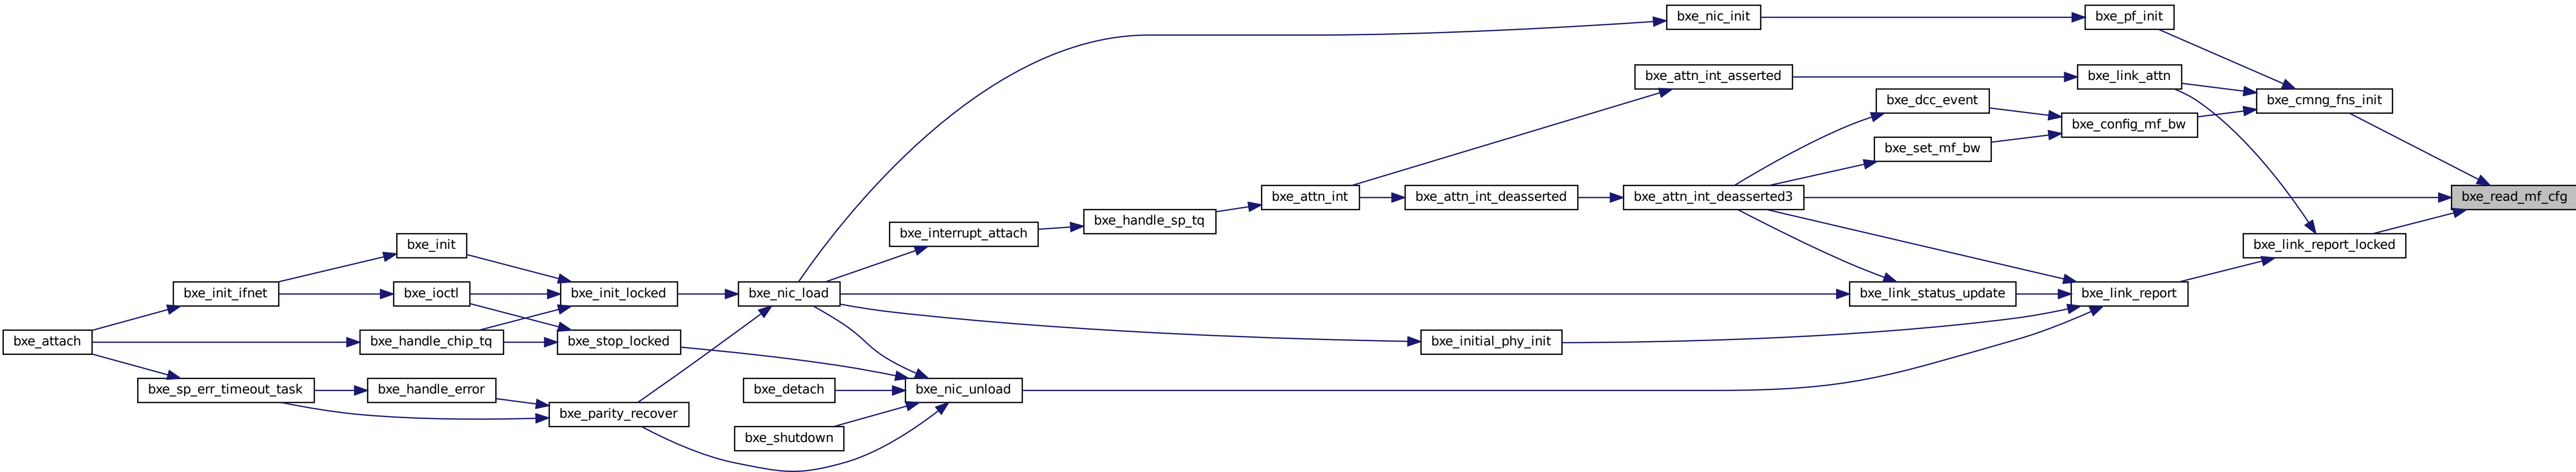 bxe_nic_init
bxe_pf_init
bxe_attn_int_asserted
bxe_link_attn
bxe_dcc_event
bxe_cmng_fns_init
bxe_config_mf_bw
bxe_set_mf_bw
bxe_attn_int
bxe_attn_int_deasserted
bxe_attn_int_deasserted3
bxe_read_mf_cfg
bxe_handle_sp_tq
bxe_interrupt_attach
bxe_init
bxe_link_report_locked
bxe_init_ifnet
bxe_ioctl
bxe_init_locked
bxe_nic_load
bxe_link_status_update
bxe_link_report
bxe_attach
bxe_handle_chip_tq
bxe_stop_locked
bxe_initial_phy_init
bxe_sp_err_timeout_task
bxe_handle_error
bxe_detach
bxe_nic_unload
bxe_parity_recover
bxe_shutdown